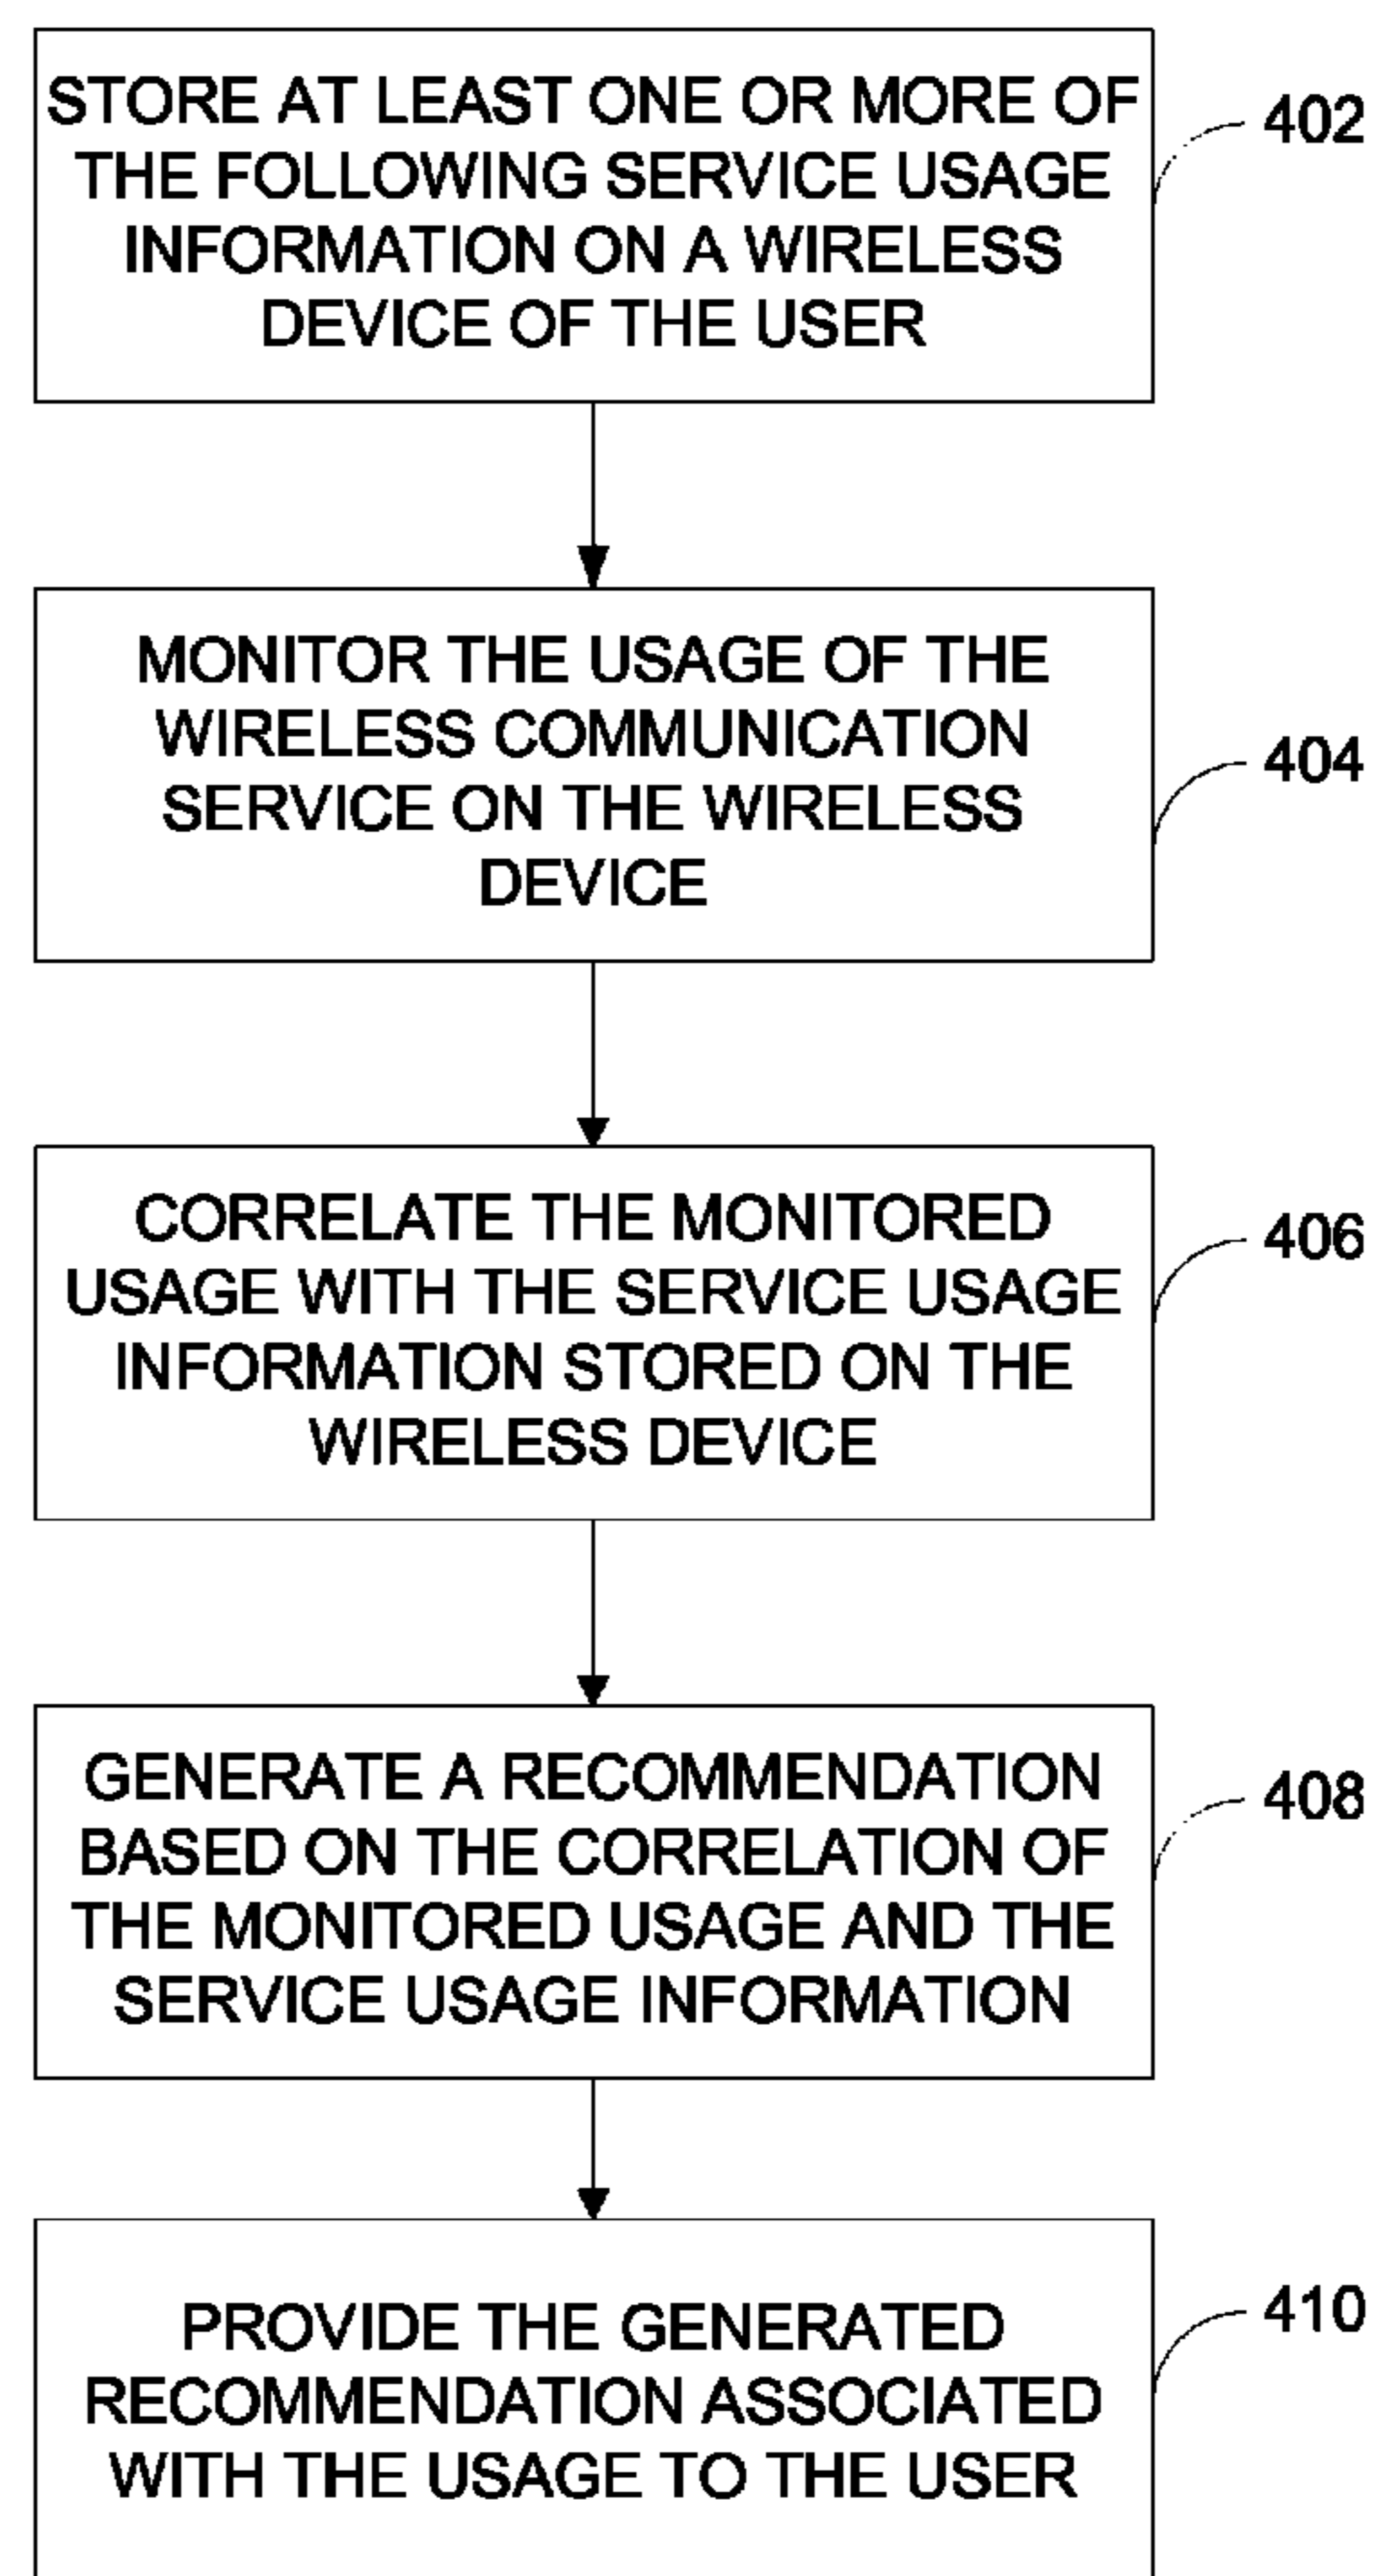 STORE AT LEAST ONE OR MORE OF
THE FOLLOWING SERVICE USAGE
INFORMATION ON A WIRELESS
DEVICE OF THE USER
402
MONITOR THE USAGE OF THE
WIRELESS COMMUNICATION
SERVICE ON THE WIRELESS
DEVICE
404
CORRELATE THE MONITORED
USAGE WITH THE SERVICE USAGE
INFORMATION STORED ON THE
WIRELESS DEVICE
406
GENERATE A RECOMMENDATION
BASED ON THE CORRELATION OF
THE MONITORED USAGE AND THE
SERVICE USAGE INFORMATION
408
PROVIDE THE GENERATED
RECOMMENDATION ASSOCIATED
WITH THE USAGE TO THE USER
410